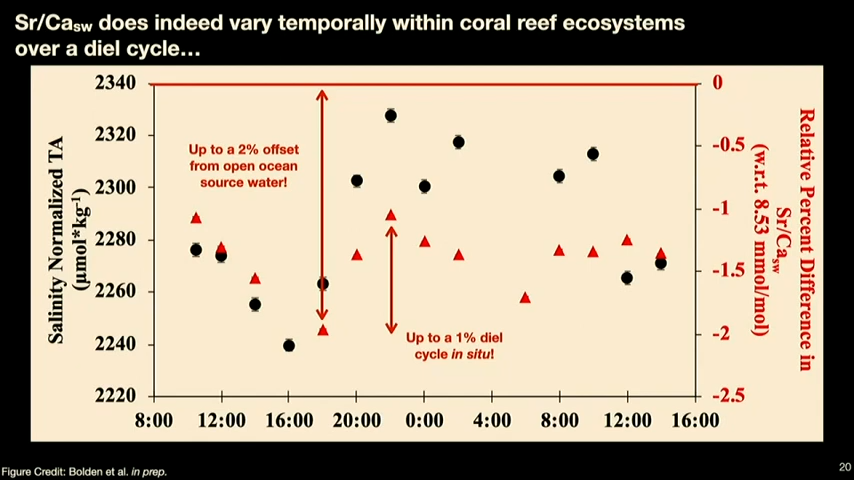 Sr/Ca_sw does indeed vary temporally within coral reef ecosystems
over a diel cycle…
2340
2320
2300
2280
2260
2240
2220
Salinity Normalized TA
(μmol*kg⁻¹)
Up to a 2% offset
from open ocean
source water!
Up to a 1% diel
cycle in situ!
0
-0.5
-1
-1.5
-2
-2.5
Relative Percent Difference in
Sr/Ca_sw
(w.r.t. 8.53 mmol/mol)
8:00 12:00 16:00 20:00 0:00 4:00 8:00 12:00 16:00
Figure Credit: Bolden et al. in prep.
20